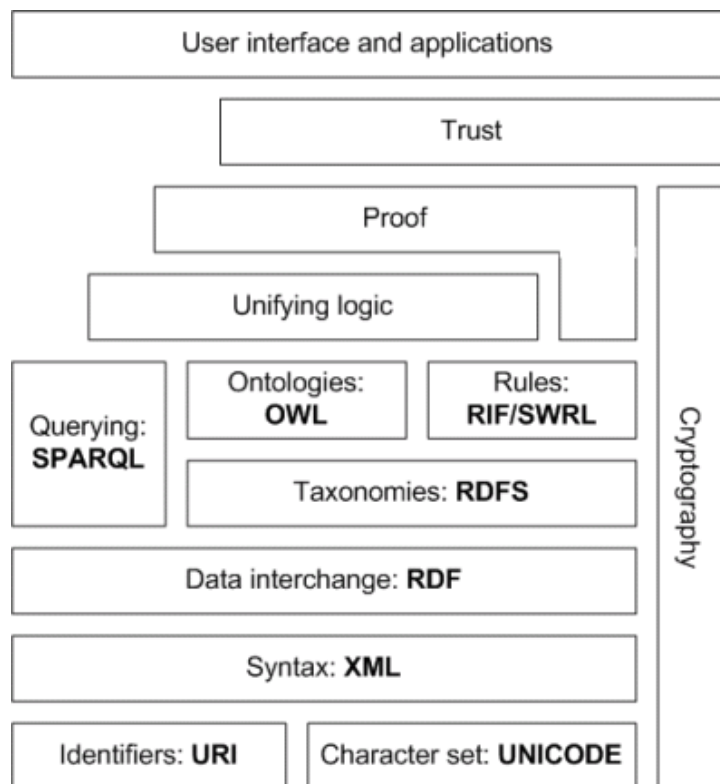 User interface and applications
Trust
Proof
Unifying logic
Ontologies:
OWL
Rules:
RIF/SWRL
Querying:
SPARQL
Taxonomies: RDFS
Cryptography
Data interchange: RDF
Syntax: XML
Identifiers: URI
Character set: UNICODE